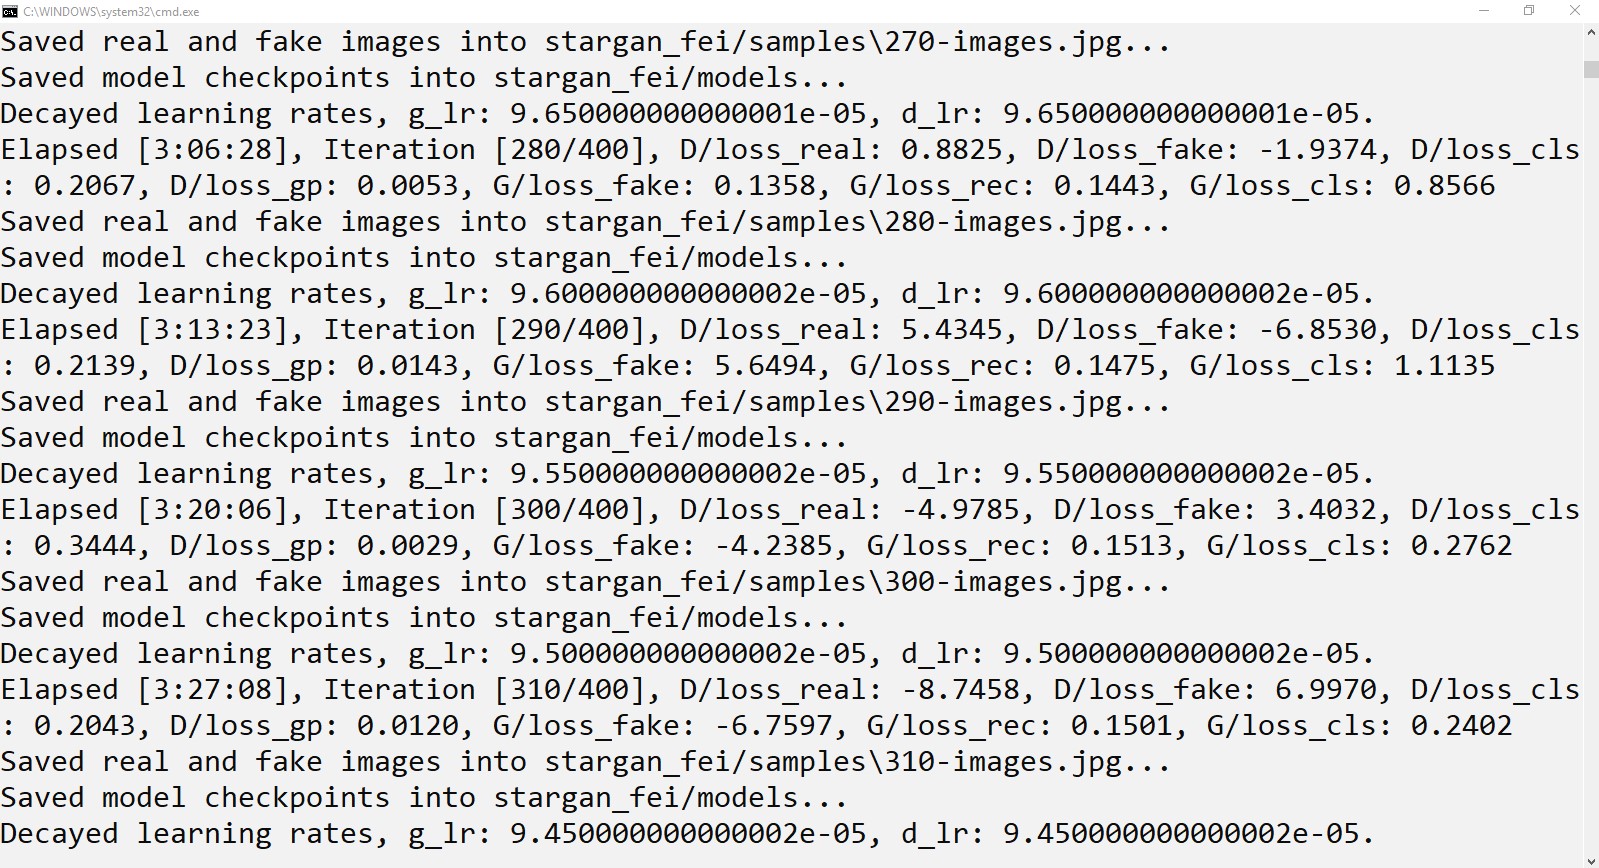 C:\WINDOWS\system32\cmd.exe
Saved real and fake images into stargan_fei/samples\270-images.jpg...
Saved model checkpoints into stargan_fei/models...
Decayed learning rates, g_lr: 9.650000000000001e-05, d_lr: 9.650000000000001e-05.
Elapsed [3:06:28], Iteration [280/400], D/loss_real: 0.8825, D/loss_fake: -1.9374, D/loss_cls
: 0.2067, D/loss_gp: 0.0053, G/loss_fake: 0.1358, G/loss_rec: 0.1443, G/loss_cls: 0.8566
Saved real and fake images into stargan_fei/samples\280-images.jpg...
Saved model checkpoints into stargan_fei/models...
Decayed learning rates, g_lr: 9.600000000000002e-05, d_lr: 9.600000000000002e-05.
Elapsed [3:13:23], Iteration [290/400], D/loss_real: 5.4345, D/loss_fake: -6.8530, D/loss_cls
: 0.2139, D/loss_gp: 0.0143, G/loss_fake: 5.6494, G/loss_rec: 0.1475, G/loss_cls: 1.1135
Saved real and fake images into stargan_fei/samples\290-images.jpg...
Saved model checkpoints into stargan_fei/models...
Decayed learning rates, g_lr: 9.550000000000002e-05, d_lr: 9.550000000000002e-05.
Elapsed [3:20:06], Iteration [300/400], D/loss_real: -4.9785, D/loss_fake: 3.4032, D/loss_cls
: 0.3444, D/loss_gp: 0.0029, G/loss_fake: -4.2385, G/loss_rec: 0.1513, G/loss_cls: 0.2762
Saved real and fake images into stargan_fei/samples\300-images.jpg...
Saved model checkpoints into stargan_fei/models...
Decayed learning rates, g_lr: 9.500000000000002e-05, d_lr: 9.500000000000002e-05.
Elapsed [3:27:08], Iteration [310/400], D/loss_real: -8.7458, D/loss_fake: 6.9970, D/loss_cls
: 0.2043, D/loss_gp: 0.0120, G/loss_fake: -6.7597, G/loss_rec: 0.1501, G/loss_cls: 0.2402
Saved real and fake images into stargan_fei/samples\310-images.jpg...
Saved model checkpoints into stargan_fei/models...
Decayed learning rates, g_lr: 9.450000000000002e-05, d_lr: 9.450000000000002e-05.